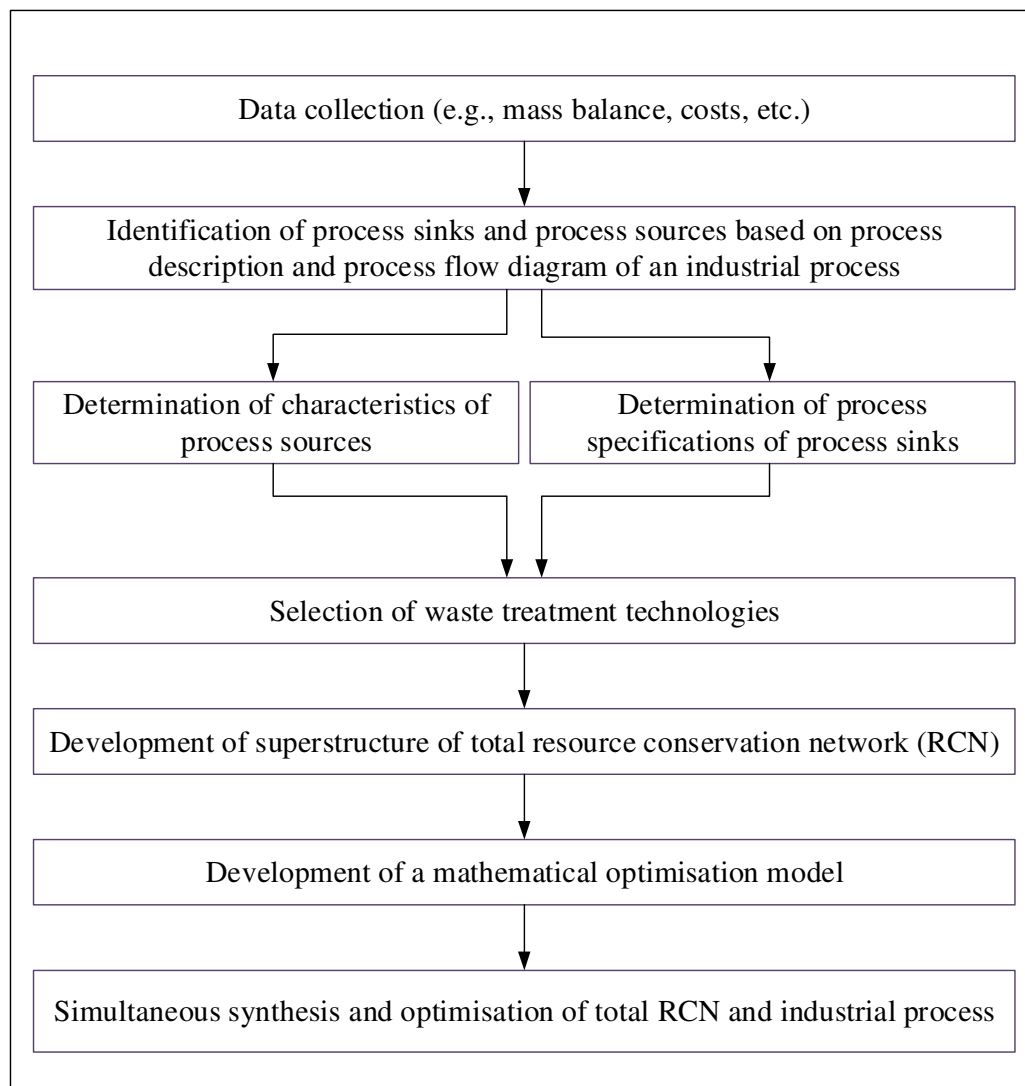 Data collection (e.g., mass balance, costs, etc.)
Identification of process sinks and process sources based on process
description and process flow diagram of an industrial process
Determination of characteristics of
process sources
Determination of process
specifications of process sinks
Selection of waste treatment technologies
Development of superstructure of total resource conservation network (RCN)
Development of a mathematical optimisation model
Simultaneous synthesis and optimisation of total RCN and industrial process